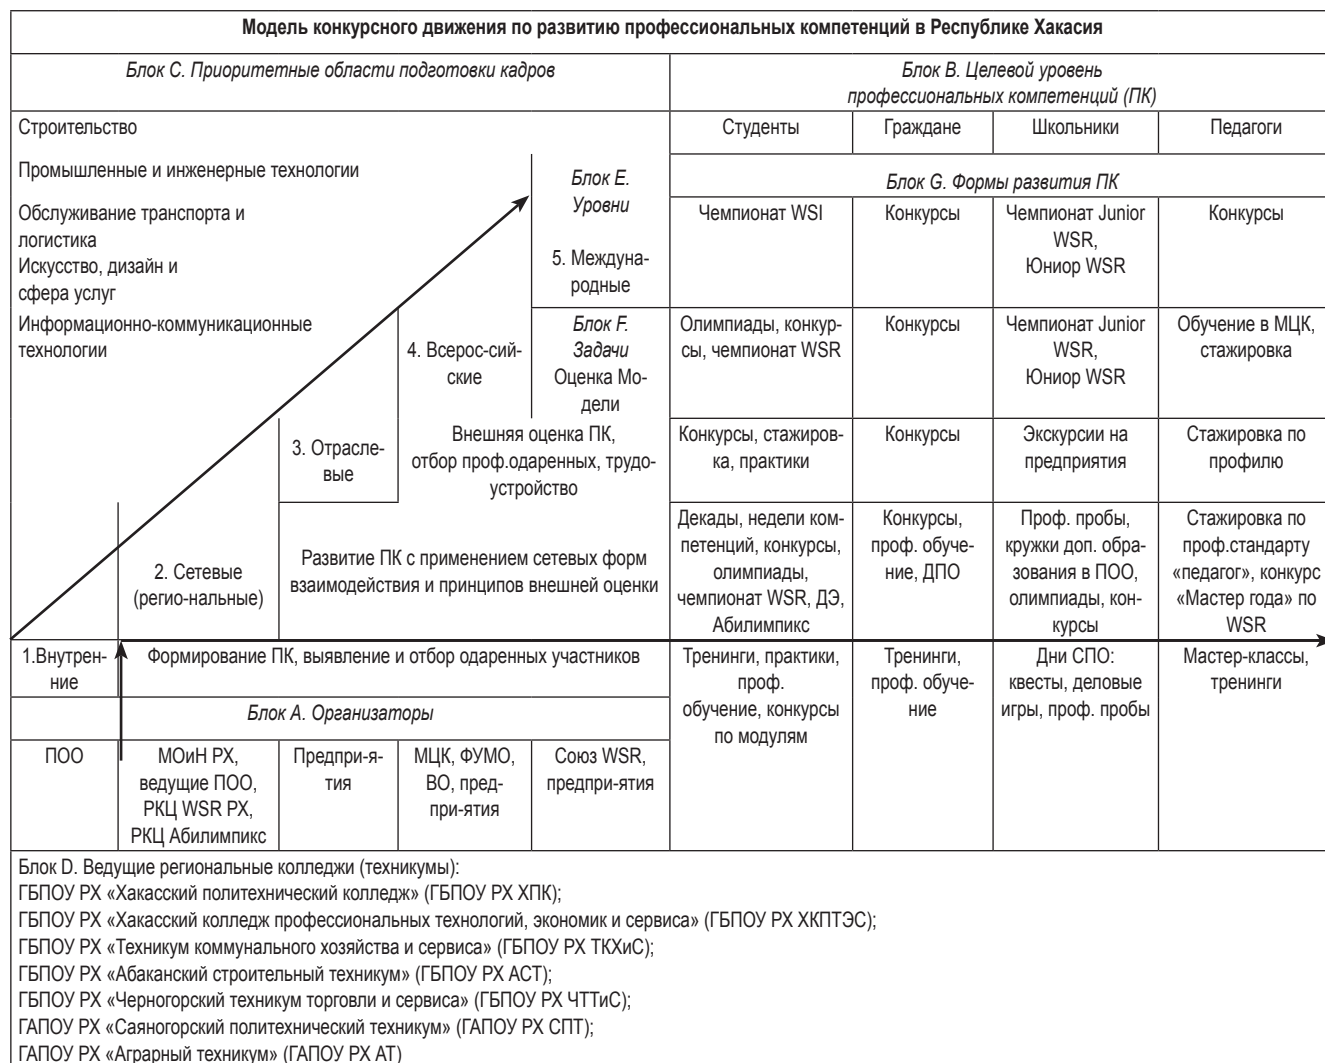 Модель конкурсного движения по развитию профессиональных компетенций в Республике Хакасия
Блок C. Приоритетные области подготовки кадров
Блок B. Целевой уровень
профессиональных компетенций (ПК)
Строительство
Промышленные и инженерные технологии
Обслуживание транспорта и
логистика
Искусство, дизайн и
сфера услуг
Информационно-коммуникационные
технологии
Студенты
Граждане
Школьники
Педагоги
Блок G. Формы развития ПК
Блок E.
Уровни
5. Междуна-
родные
Чемпионат WSI
Конкурсы
Чемпионат Junior
WSR,
Юниор WSR
Конкурсы
4. Всерос-сий-
ские
Блок F.
Задачи
Оценка Мо-
дели
Олимпиады, конкур-
сы, чемпионат WSR
Конкурсы
Чемпионат Junior
WSR,
Юниор WSR
Обучение в МЦК,
стажировка
3. Отрасле-
вые
Внешняя оценка ПК,
отбор проф.одаренных, трудо-
устройство
Конкурсы, стажиров-
ка, практики
Конкурсы
Экскурсии на
предприятия
Стажировка по
профилю
2. Сетевые
(регио-нальные)
Развитие ПК с применением сетевых форм
взаимодействия и принципов внешней оценки
Декады, недели ком-
петенций, конкурсы,
олимпиады,
чемпионат WSR, ДЭ,
Абилимпикс
Конкурсы,
проф. обуче-
ние, ДПО
Проф. пробы,
кружки доп. обра-
зования в ПОО,
олимпиады, кон-
курсы
Стажировка по
проф.стандарту
«педагог», конкурс
«Мастер года» по
WSR
1.Внутрен-
ние
Формирование ПК, выявление и отбор одаренных участников
Тренинги, практики,
проф.
обучение, конкурсы
по модулям
Тренинги,
проф. обуче-
ние
Дни СПО:
квесты, деловые
игры, проф. пробы
Мастер-классы,
тренинги
Блок A. Организаторы
ПОО
МОиН РХ,
ведущие ПОО,
РКЦ WSR РХ,
РКЦ Абилимпикс
Предпри-я-
тия
МЦК, ФУМО,
ВО, пред-
при-ятия
Союз WSR,
предпри-ятия
Блок D. Ведущие региональные колледжи (техникумы):
ГБПОУ РХ «Хакасский политехнический колледж» (ГБПОУ РХ ХПК);
ГБПОУ РХ «Хакасский колледж профессиональных технологий, экономик и сервиса» (ГБПОУ РХ ХКПТЭС);
ГБПОУ РХ «Техникум коммунального хозяйства и сервиса» (ГБПОУ РХ ТКХиС);
ГБПОУ РХ «Абаканский строительный техникум» (ГБПОУ РХ АСТ);
ГБПОУ РХ «Черногорский техникум торговли и сервиса» (ГБПОУ РХ ЧТТиС);
ГАПОУ РХ «Саяногорский политехнический техникум» (ГАПОУ РХ СПТ);
ГАПОУ РХ «Аграрный техникум» (ГАПОУ РХ АТ)